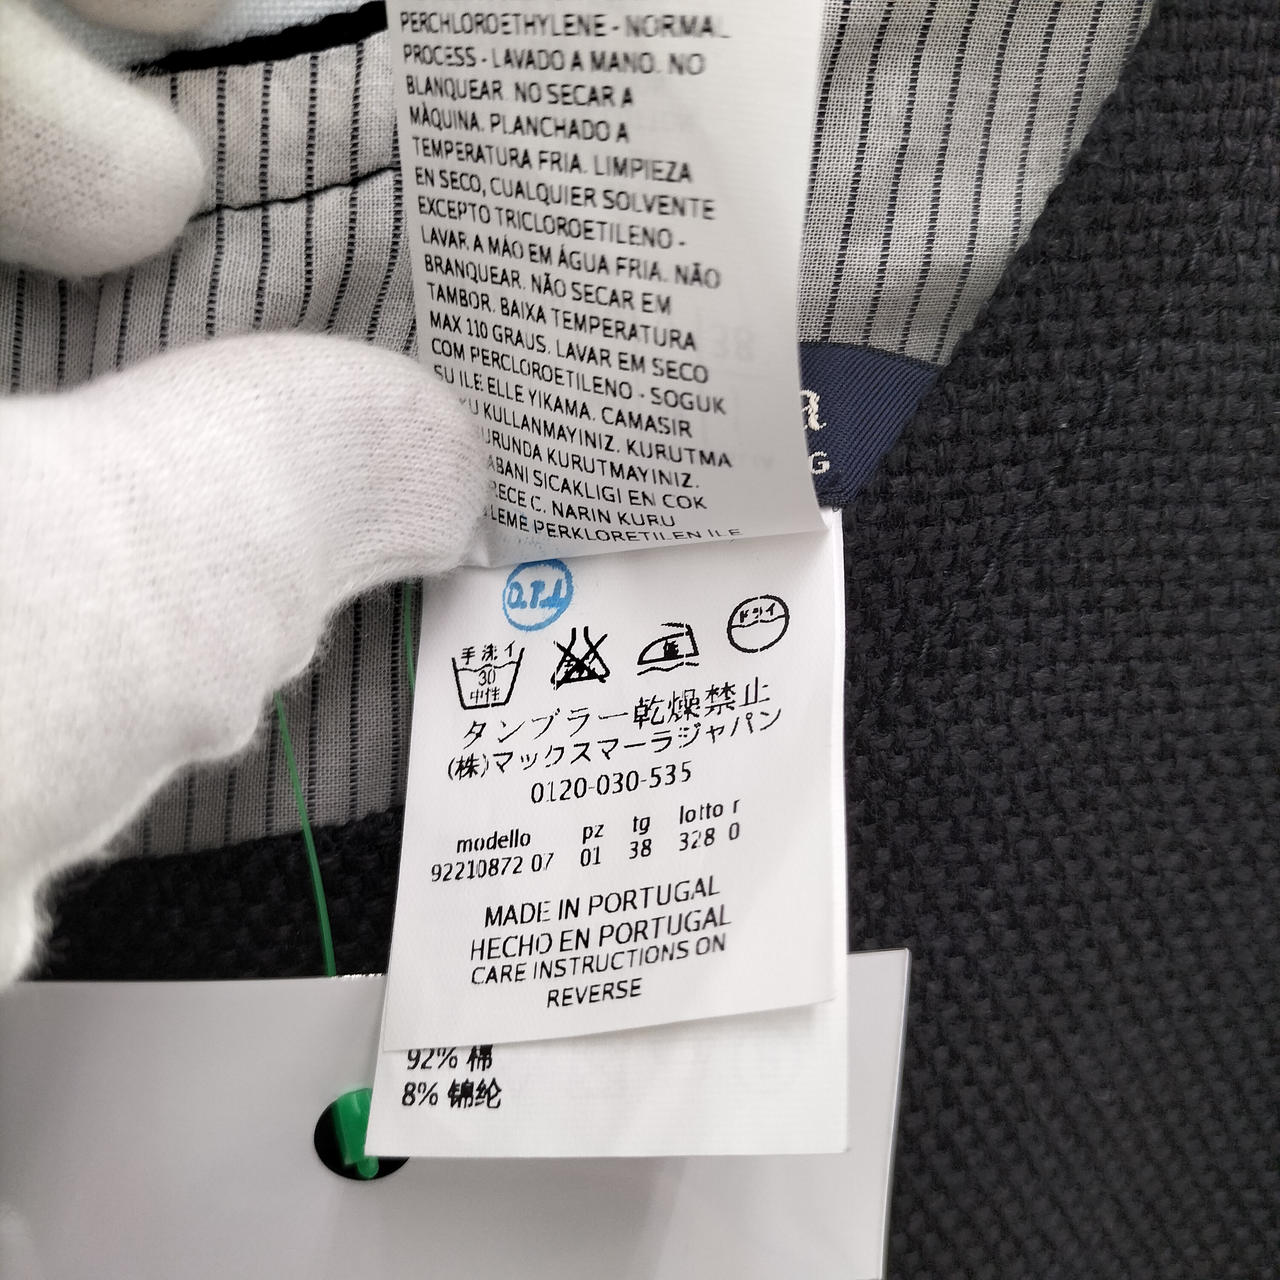 PERCHLOROETHYLENE - NORMAL
PROCESS - LAVADO A MANO. NO
BLANQUEAR. NO SECAR A
MÀQUINA. PLANCHADO A
TEMPERATURA FRIA. LIMPIEZA
EN SECO, CUALQUIER SOLVENTE
EXCEPTO TRICLOROETILENO -
LAVAR A MÁO EM ÁGUA FRIA. NÃO
BRANQUEAR. NÃO SECAR EM
TAMBOR. BAIXA TEMPERATURA
MAX 110 GRAUS. LAVAR EM SECO
COM PERCLOROETILENO - SOGUK
SU ILE ELLE YIKAMA. CAMASIR
KULLANMAYINIZ. KURUTMA
KURUTMAYINIZ.
SICAKLIGI EN COK
C. NARIN KURU
PERKLORETILEN ILE
G
手洗イ
30
中性
ドライ
タンブラー乾燥禁止
(株)マックスマーラジャパン
0120-030-535
modello pz tg lotto r
92210872 07 01 38 328 0
MADE IN PORTUGAL
HECHO EN PORTUGAL
CARE INSTRUCTIONS ON
REVERSE
92% 棉
8% 锦纶